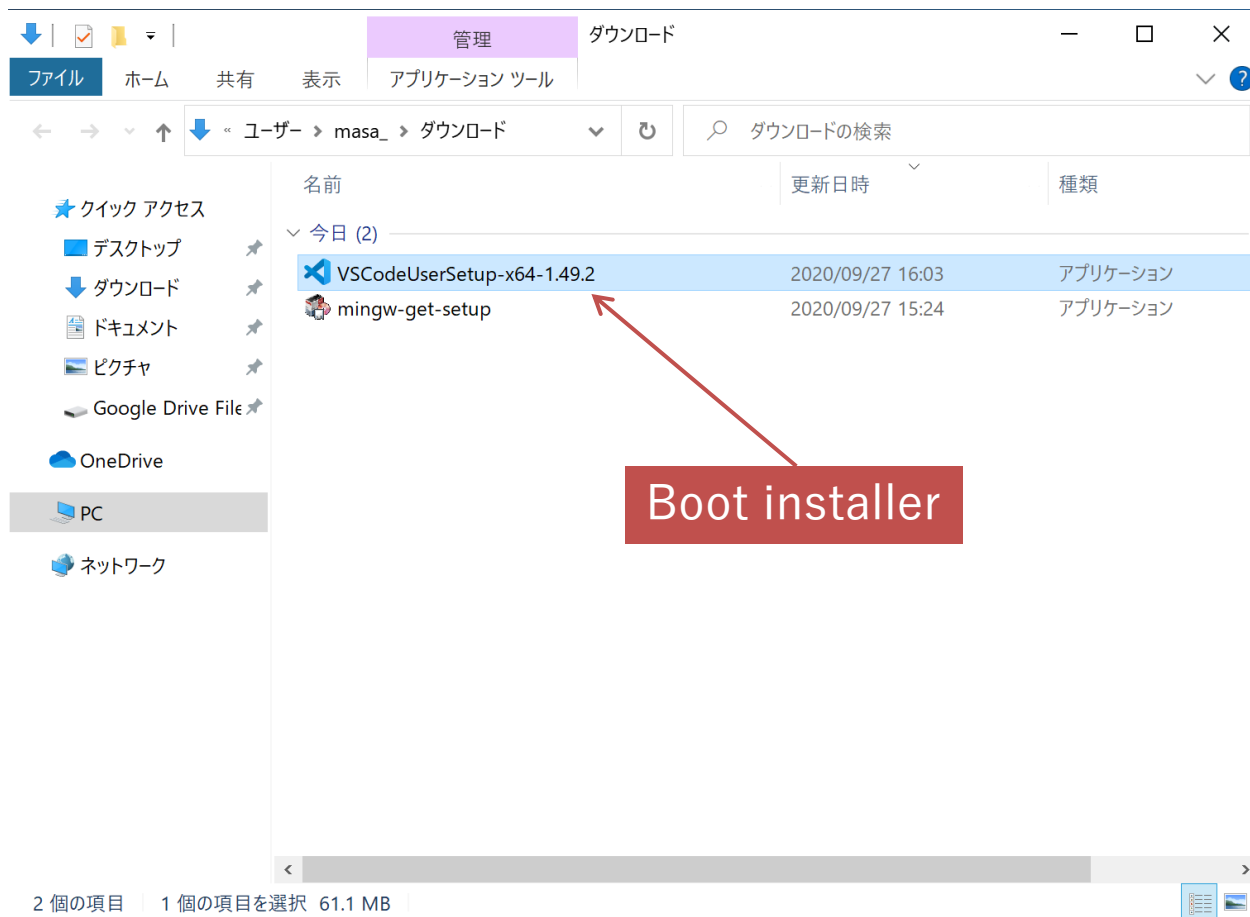 管理
ダウンロード
ファイル ホーム 共有 表示 アプリケーション ツール
?
« ユーザー > masa_ > ダウンロード
ダウンロードの検索
名前 更新日時 種類
クイック アクセス
デスクトップ
ダウンロード
ドキュメント
ピクチャ
Google Drive File
OneDrive
PC
ネットワーク
今日 (2)
VSCodeUserSetup-x64-1.49.2 2020/09/27 16:03 アプリケーション
mingw-get-setup 2020/09/27 15:24 アプリケーション
Boot installer
2 個の項目 1 個の項目を選択 61.1 MB